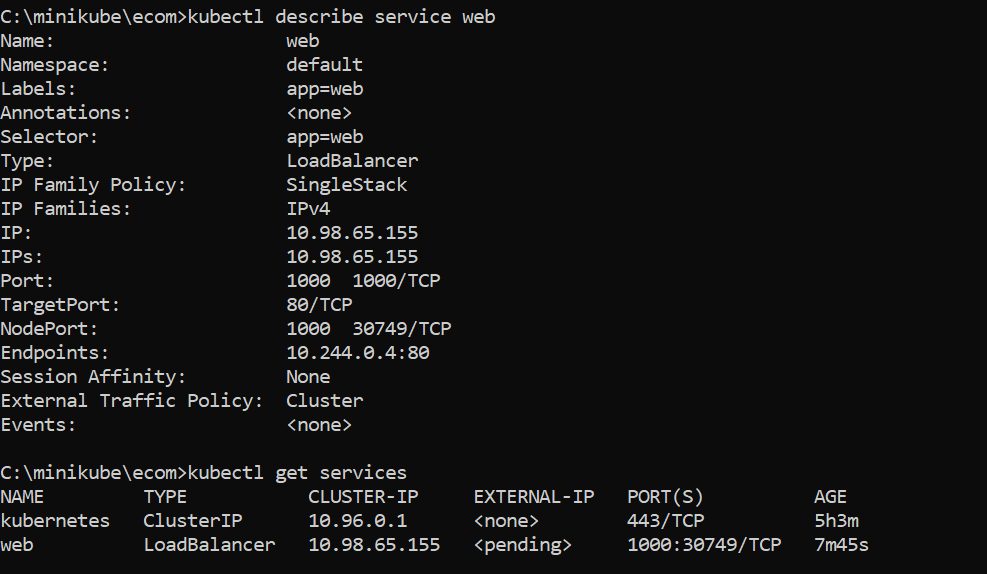 C:\minikube\ecom>kubectl describe service web
Name:                     web
Namespace:                default
Labels:                   app=web
Annotations:              <none>
Selector:                 app=web
Type:                     LoadBalancer
IP Family Policy:         SingleStack
IP Families:              IPv4
IP:                       10.98.65.155
IPs:                      10.98.65.155
Port:                     1000  1000/TCP
TargetPort:               80/TCP
NodePort:                 1000  30749/TCP
Endpoints:                10.244.0.4:80
Session Affinity:         None
External Traffic Policy:  Cluster
Events:                   <none>

C:\minikube\ecom>kubectl get services
NAME         TYPE           CLUSTER-IP     EXTERNAL-IP   PORT(S)          AGE
kubernetes   ClusterIP      10.96.0.1      <none>        443/TCP          5h3m
web          LoadBalancer   10.98.65.155   <pending>     1000:30749/TCP   7m45s